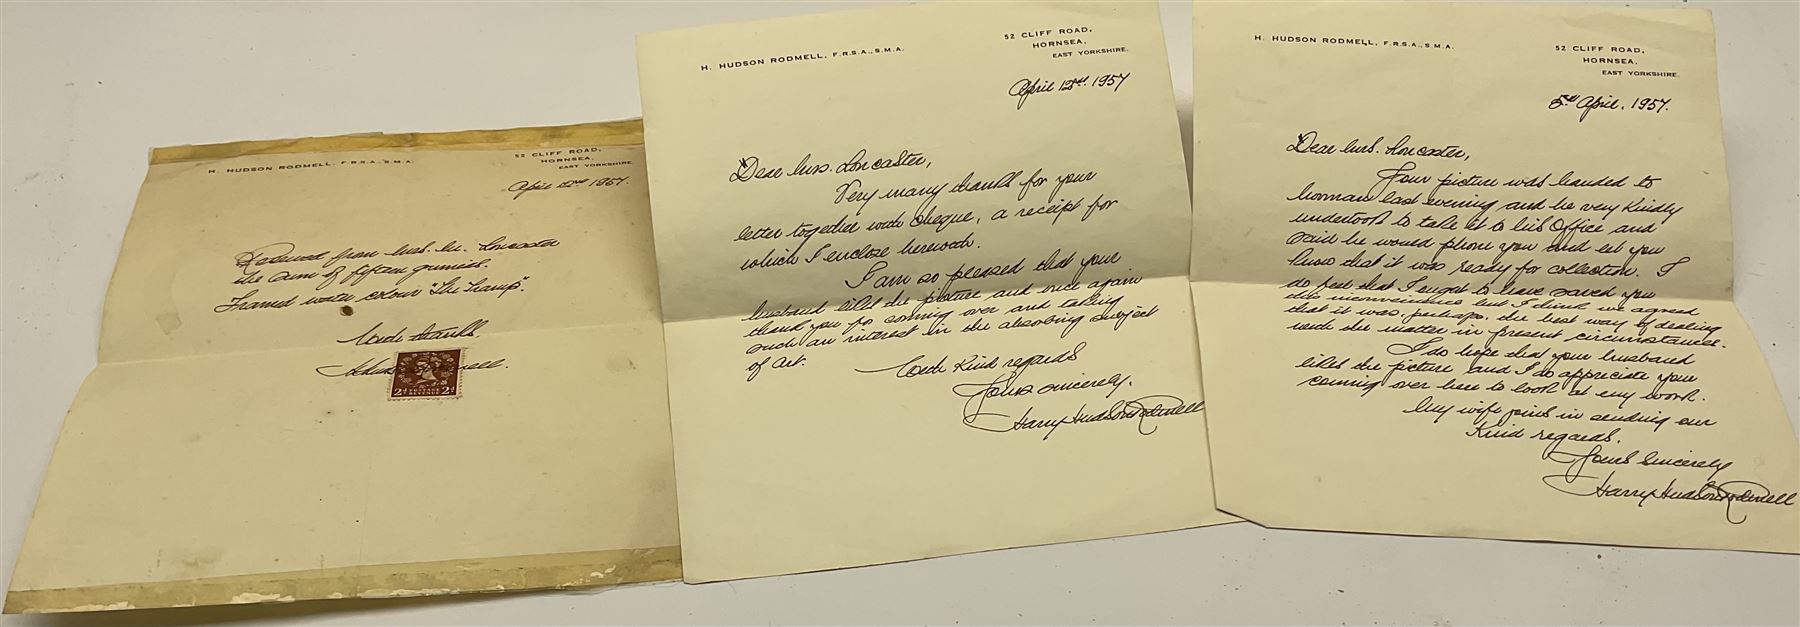 H. HUDSON RODMELL, F.R.S.A., S.M.A.
52 CLIFF ROAD,
HORNSEA,
EAST YORKSHIRE.
April 12th 1957.
Received from Mrs. M. Loncaster
the sum of fifteen guineas.
Framed water colour "The Tramp".
With thanks.
2D 2D
H. HUDSON RODMELL, F.R.S.A., S.M.A.
52 CLIFF ROAD,
HORNSEA,
EAST YORKSHIRE.
April 12th 1957
Dear Mrs. Loncaster,
Very many thanks for your
letter together with cheque, a receipt for
which I enclose herewith.
I am so pleased that your
husband likes the picture and once again
thank you for coming over and taking
such an interest in the absorbing subject
of Art.
With kind regards
Yours sincerely.
Harry Hudson Rodmell
H. HUDSON RODMELL, F.R.S.A., S.M.A.
52 CLIFF ROAD,
HORNSEA,
EAST YORKSHIRE.
5th April, 1957.
Dear Mrs. Loncaster,
Your picture was handed to
Norman last evening and he very kindly
undertook to take it to his Office and
said he would phone you and let you
know that it was ready for collection. I
do feel that I ought to have saved you
this inconvenience but I think we agreed
that it was, perhaps, the best way of dealing
with the matter in present circumstances.
I do hope that your husband
likes the picture and I do appreciate your
coming over here to look at my work.
My wife joins in sending our
Kind regards.
Yours sincerely
Harry Hudson Rodmell